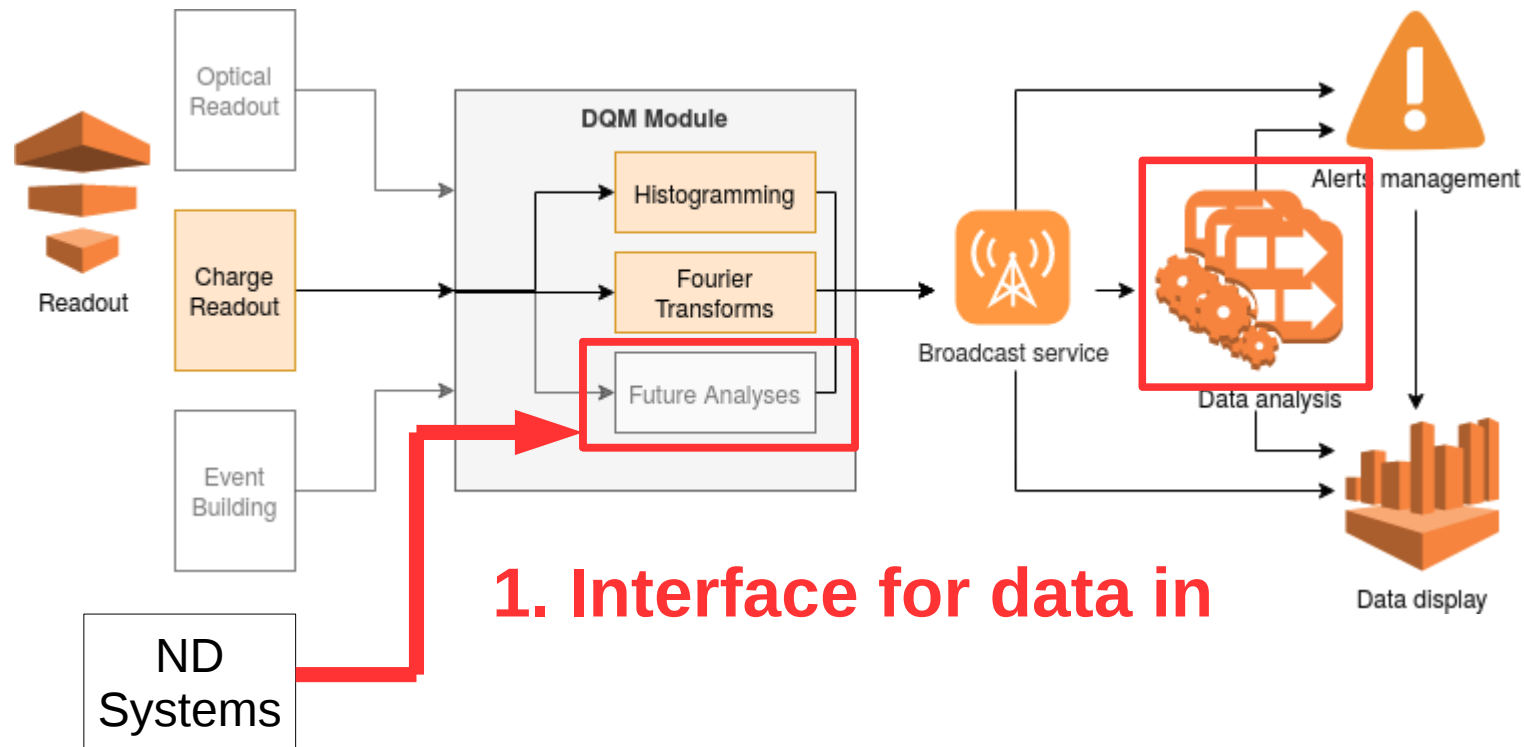 Optical
Readout
Readout
Charge
Readout
Event
Building
ND
Systems
DQM Module
Histogramming
Fourier
Transforms
Future Analyses
1. Interface for data in
Broadcast service
Data analysis
Alerts management
Data display